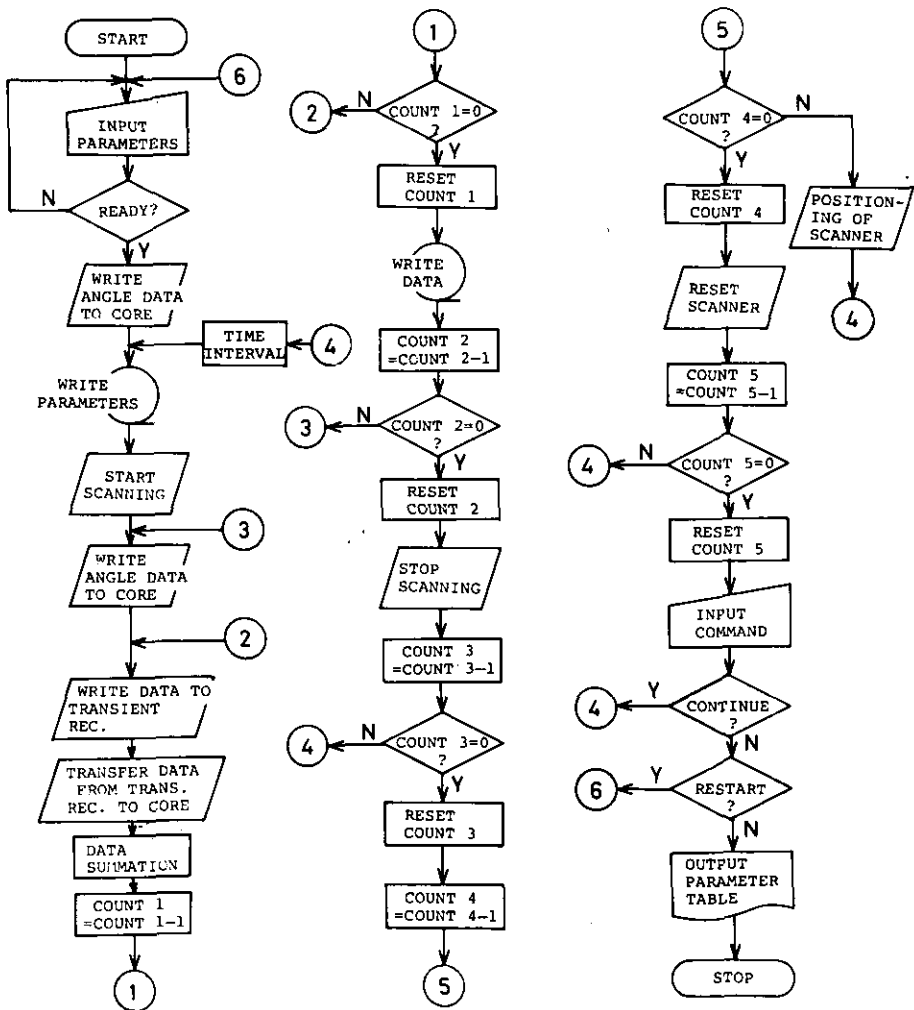 START
6
INPUT
PARAMETERS
N
READY?
Y
WRITE
ANGLE DATA
TO CORE
TIME
INTERVAL
4
WRITE
PARAMETERS
START
SCANNING
3
WRITE
ANGLE DATA
TO CORE
2
WRITE DATA TO
TRANSIENT
REC.
TRANSFER DATA
FROM TRANS.
REC. TO CORE
DATA
SUMMATION
COUNT 1
=COUNT 1-1
1
1
2
N
COUNT 1=0
?
Y
RESET
COUNT 1
WRITE
DATA
COUNT 2
=COUNT 2-1
3
N
COUNT 2=0
?
Y
RESET
COUNT 2
STOP
SCANNING
COUNT 3
=COUNT 3-1
4
N
COUNT 3=0
?
Y
RESET
COUNT 3
COUNT 4
=COUNT 4-1
5
5
COUNT 4=0
?
N
Y
RESET
COUNT 4
POSITION-
ING OF
SCANNER
4
RESET
SCANNER
COUNT 5
=COUNT 5-1
4
N
COUNT 5=0
?
Y
RESET
COUNT 5
INPUT
COMMAND
4
Y
CONTINUE
?
N
6
Y
RESTART
?
N
OUTPUT
PARAMETER
TABLE
STOP